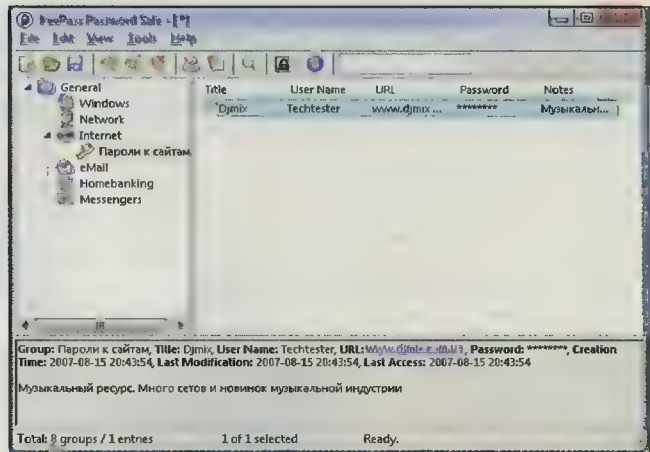 KeePass Password Safe - [*]
File Edit View Tools Help
General
Windows
Network
Internet
Пароли к сайтам,
eMail
Homebanking
Messengers
Title User Name URL Password Notes
Djmix Techtester www.djmix ... ******** Музыкальн...
Group: Пароли к сайтам, Title: Djmix, User Name: Techtester, URL: Password: ********, Creation
Time: 2007-08-15 20:43:54, Last Modification: 2007-08-15 20:43:54, Last Access: 2007-08-15 20:43:54
Музыкальный ресурс. Много сетов и новинок музыкальной индустрии
Total: 8 groups / 1 entries 1 of 1 selected Ready.